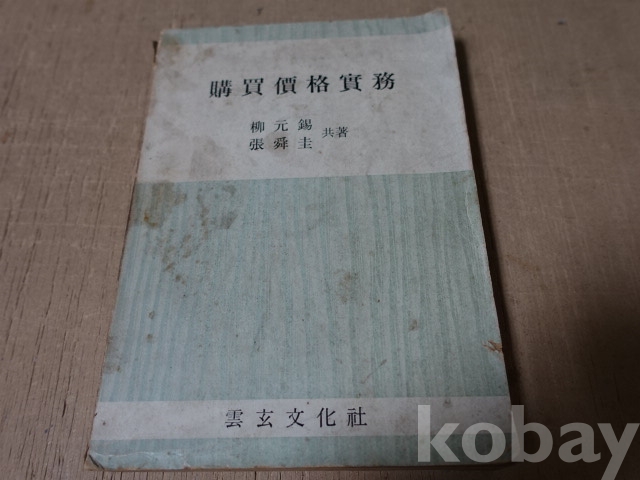 購買價格實務
柳元錫
張舜圭 共著
雲玄文化社
kobay